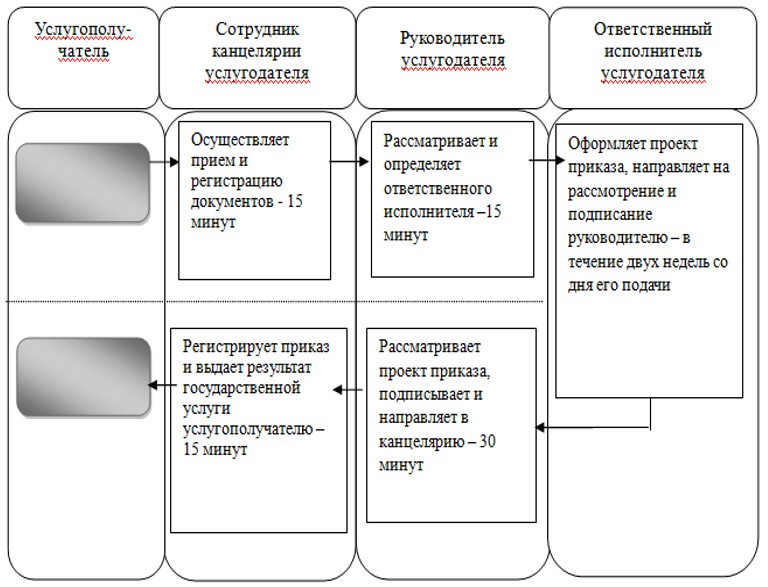 Услугополу-
чатель
Сотрудник
канцелярии
услугодателя
Руководитель
услугодателя
Ответственный
исполнитель
услугодателя
Осуществляет
прием и
регистрацию
документов - 15
минут
Рассматривает и
определяет
ответственного
исполнителя –15
минут
Оформляет проект
приказа, направляет на
рассмотрение и
подписание
руководителю – в
течение двух недель со
дня его подачи
Регистрирует приказ
и выдает результат
государственной
услуги
услугополучателю –
15 минут
Рассматривает
проект приказа,
подписывает и
направляет в
канцелярию – 30
минут